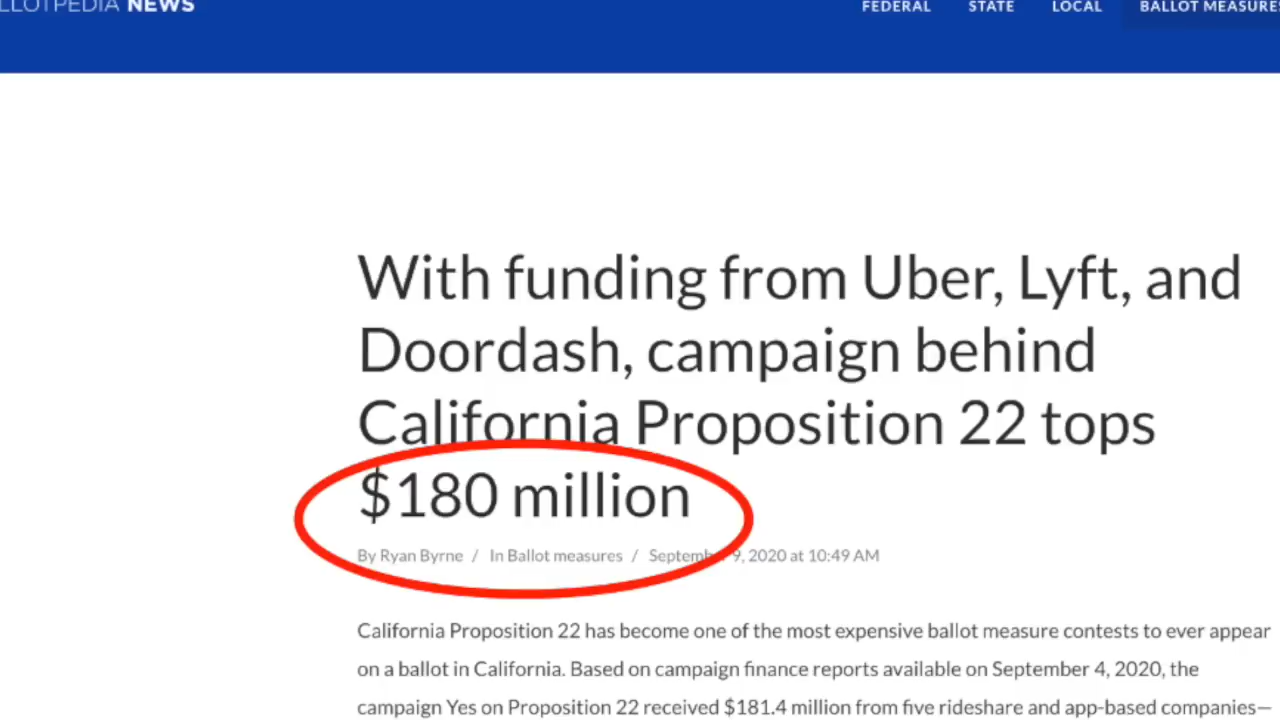 NEWS
FEDERAL STATE LOCAL BALLOT MEASURES
With funding from Uber, Lyft, and
Doordash, campaign behind
California Proposition 22 tops
$180 million
By Ryan Byrne / In Ballot measures / September 9, 2020 at 10:49 AM
California Proposition 22 has become one of the most expensive ballot measure contests to ever appear
on a ballot in California. Based on campaign finance reports available on September 4, 2020, the
campaign Yes on Proposition 22 received $181.4 million from five rideshare and app-based companies—